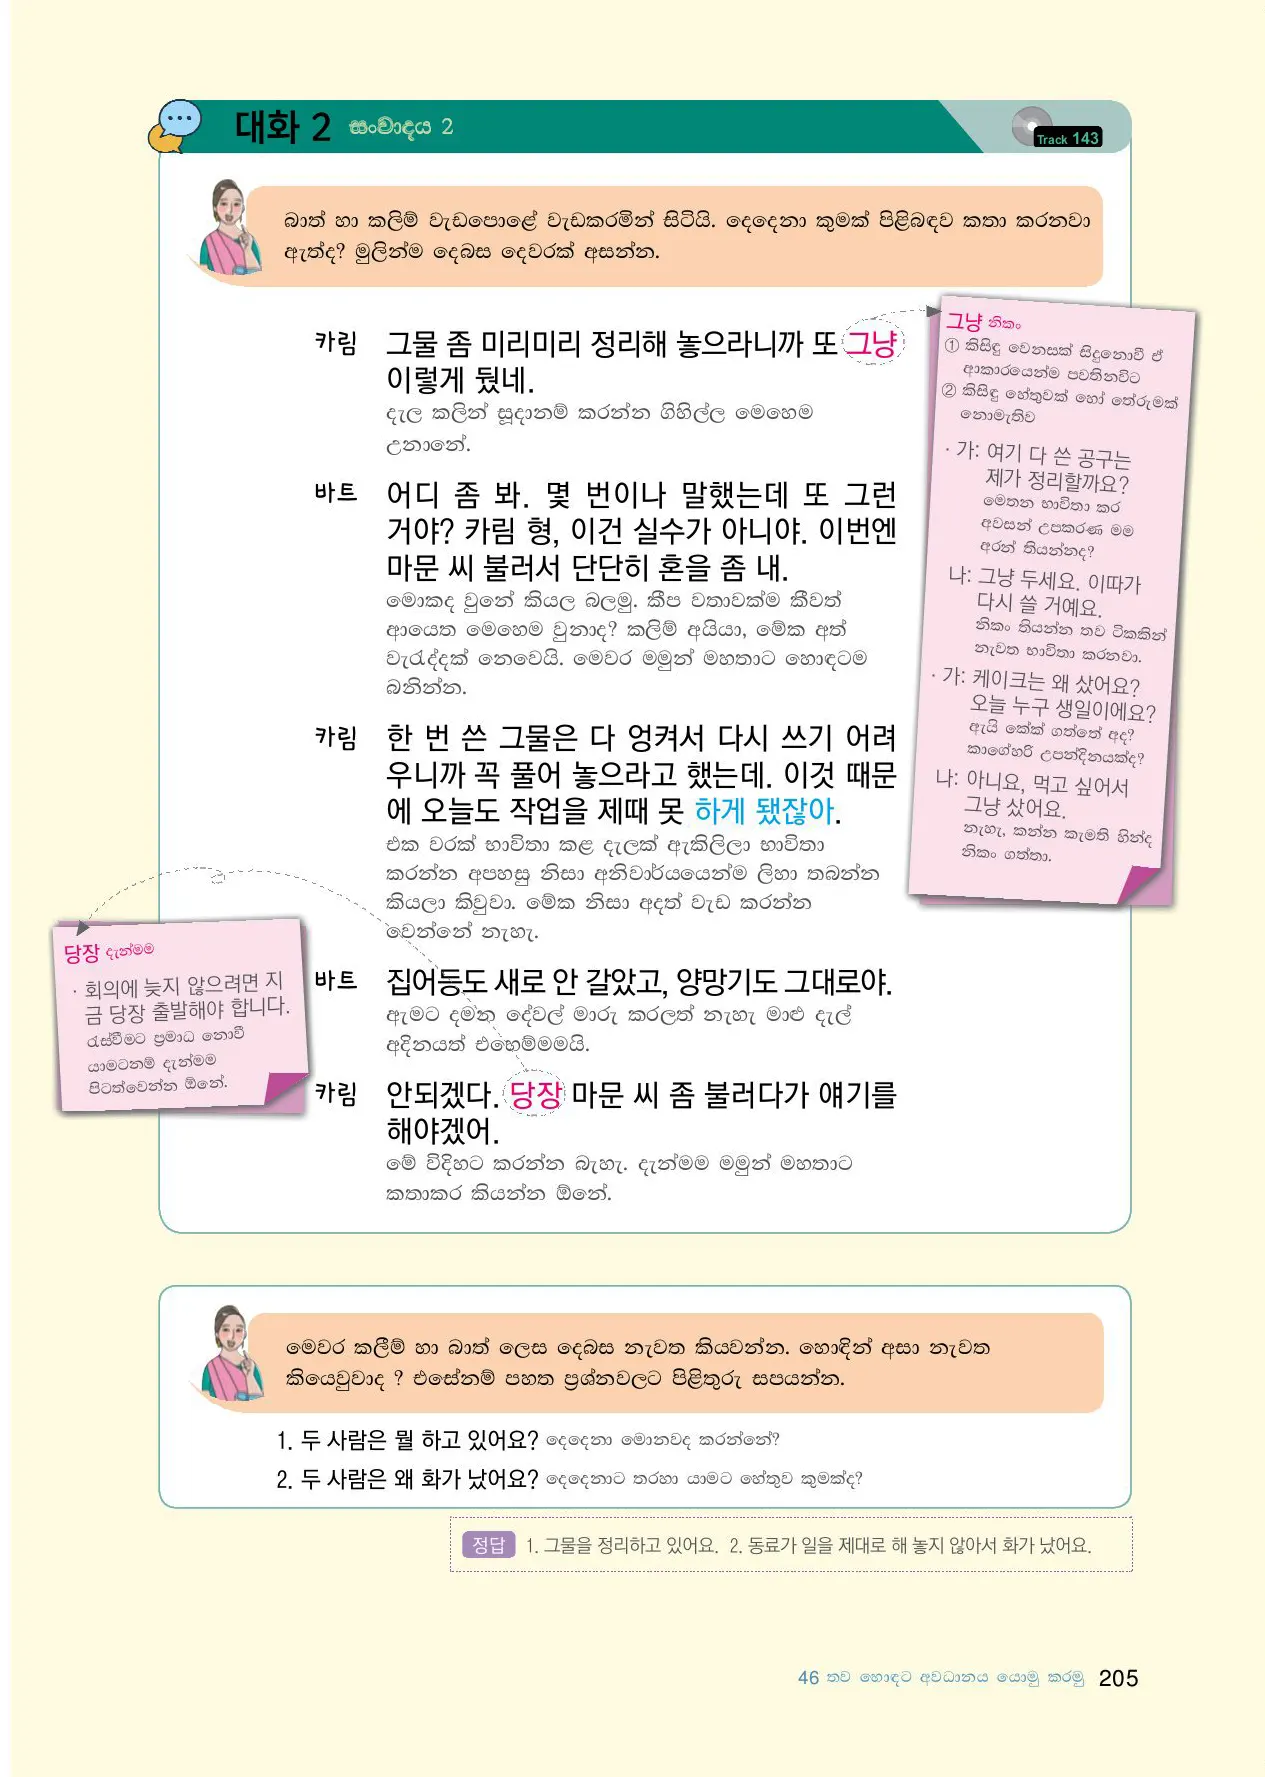 대화 2 සංවාදය 2
Track 143
බාත් හා කලිම් වැඩපොළේ වැඩකරමින් සිටියි. දෙදෙනා කුමක් පිළිබඳව කතා කරනවා
ඇත්ද? මුලින්ම දෙබස දෙවරක් අසන්න.
카림 그물 좀 미리미리 정리해 놓으라니까 또 그냥
이렇게 뒀네.
දැල කලින් සූදානම් කරන්න ගිහිල්ල මෙහෙම
උනානේ.
바트 어디 좀 봐. 몇 번이나 말했는데 또 그런
거야? 카림 형, 이건 실수가 아니야. 이번엔
마문 씨 불러서 단단히 혼을 좀 내.
මොකද වුනේ කියල බලමු. කීප වතාවක්ම කීවත්
ආයෙත මෙහෙම වුනාද? කලිම් අයියා, මේක අත්
වැරැද්දක් නෙවෙයි. මෙවර මමුන් මහතාට හොඳටම
බනින්න.
카림 한 번 쓴 그물은 다 엉켜서 다시 쓰기 어려
우니까 꼭 풀어 놓으라고 했는데. 이것 때문
에 오늘도 작업을 제때 못 하게 됐잖아.
එක වරක් භාවිතා කළ දැලක් ඇකිලිලා භාවිතා
කරන්න අපහසු නිසා අනිවාර්යයෙන්ම ලිහා තබන්න
කියලා කිවුවා. මේක නිසා අදත් වැඩ කරන්න
වෙන්නේ නැහැ.
바트 집어등도 새로 안 갈았고, 양망기도 그대로야.
ඇමට දමන දේවල් මාරු කරලත් නැහැ මාළු දැල්
අදිනයත් එහෙම්මමයි.
카림 안되겠다. 당장 마문 씨 좀 불러다가 얘기를
해야겠어.
මේ විදිහට කරන්න බැහැ. දැන්මම මමුන් මහතාට
කතාකර කියන්න ඕනේ.
그냥 නිකං
① කිසිඳු වෙනසක් සිදුනොවී ඒ
ආකාරයෙන්ම පවතිනවිට
② කිසිඳු හේතුවක් හෝ තේරුමක්
නොමැතිව
· 가: 여기 다 쓴 공구는
제가 정리할까요?
මෙතන භාවිතා කර
අවසන් උපකරණ මම
අරන් තියන්නද?
나: 그냥 두세요. 이따가
다시 쓸 거예요.
නිකං තියන්න තව ටිකකින්
නැවත භාවිතා කරනවා.
· 가: 케이크는 왜 샀어요?
오늘 누구 생일이에요?
ඇයි කේක් ගත්තේ අද?
කාගේහරි උපන්දිනයක්ද?
나: 아니요, 먹고 싶어서
그냥 샀어요.
නැහැ, කන්න කැමති හින්ද
නිකං ගත්තා.
당장 දැන්මම
· 회의에 늦지 않으려면 지
금 당장 출발해야 합니다.
රැස්වීමට ප්‍රමාධ නොවී
යාමටනම් දැන්මම
පිටත්වෙන්න ඕනේ.
මෙවර කලීම් හා බාත් ලෙස දෙබස නැවත කියවන්න. හොඳින් අසා නැවත
කියෙවුවාද ? එසේනම් පහත ප්‍රශ්නවලට පිළිතුරු සපයන්න.
1. 두 사람은 뭘 하고 있어요? දෙදෙනා මොනවද කරන්නේ?
2. 두 사람은 왜 화가 났어요? දෙදෙනාට තරහා යාමට හේතුව කුමක්ද?
정답 1. 그물을 정리하고 있어요. 2. 동료가 일을 제대로 해 놓지 않아서 화가 났어요.
46 තව හොඳට අවධානය යොමු කරමු 205